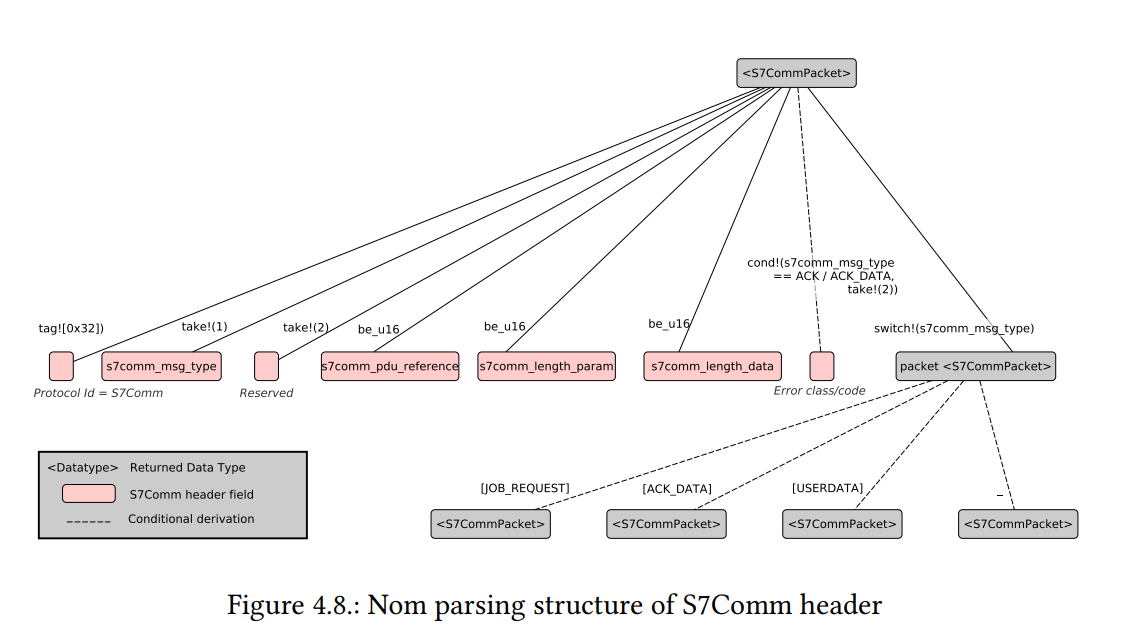 <S7CommPacket>
cond!(s7comm_msg_type
== ACK / ACK_DATA,
take!(2))
tag![0x32])
take!(1)
take!(2)
be_u16
be_u16
be_u16
switch!(s7comm_msg_type)
s7comm_msg_type
s7comm_pdu_reference
s7comm_length_param
s7comm_length_data
packet <S7CommPacket>
Protocol Id = S7Comm
Reserved
Error class/code
<Datatype> Returned Data Type
S7Comm header field
Conditional derivation
[JOB_REQUEST]
[ACK_DATA]
[USERDATA]
_
<S7CommPacket>
<S7CommPacket>
<S7CommPacket>
<S7CommPacket>
Figure 4.8.: Nom parsing structure of S7Comm header